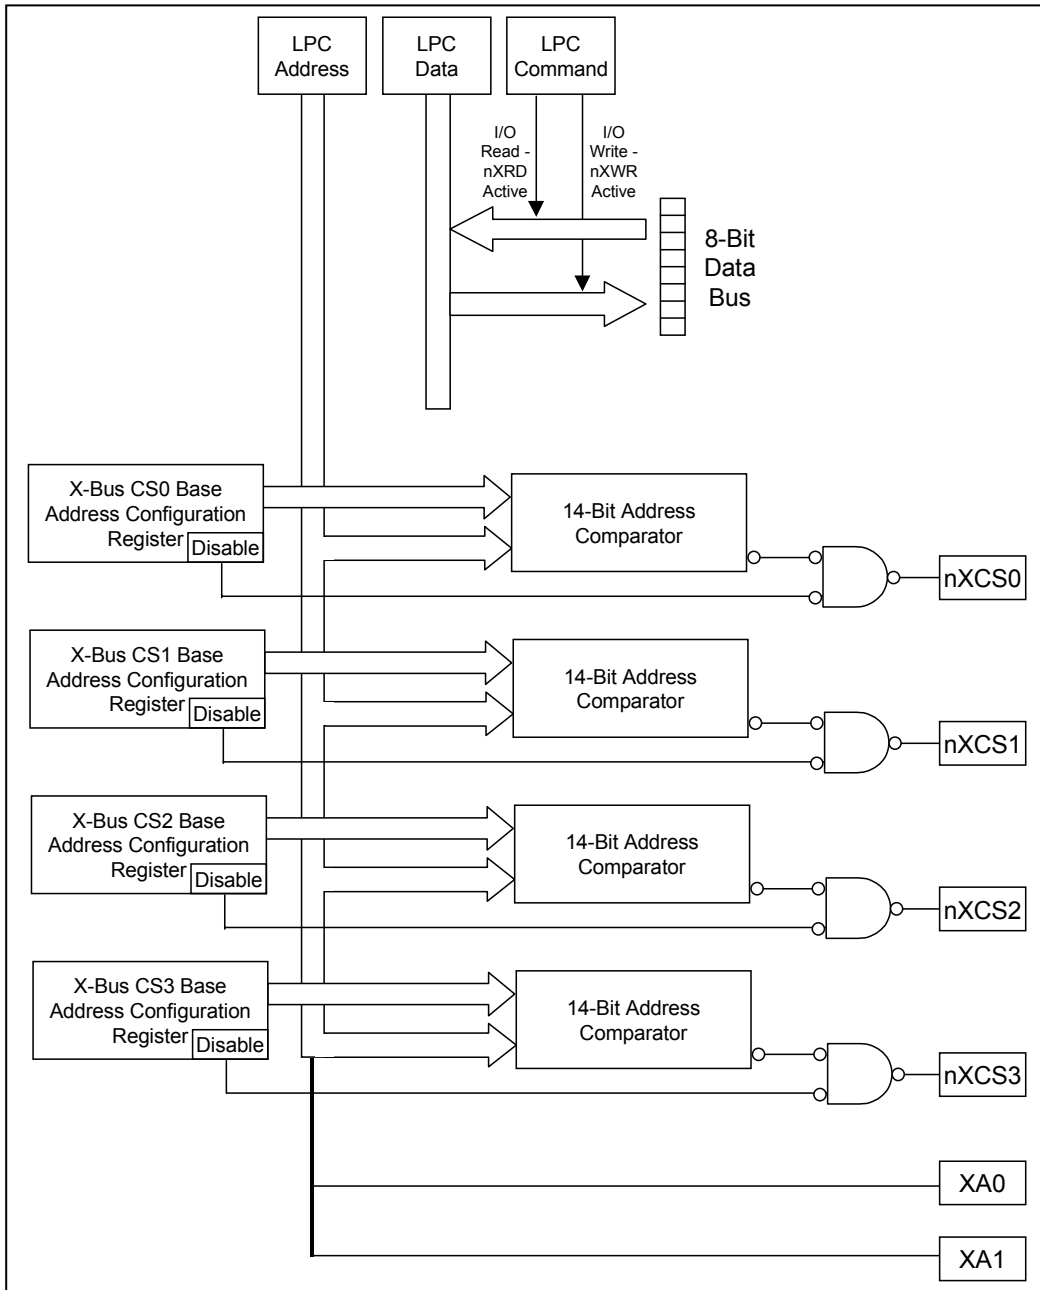 LPC
Address
LPC
Data
LPC
Command
I/O
Read -
nXRD
Active
I/O
Write -
nXWR
Active
8-Bit
Data
Bus
X-Bus CS0 Base
Address Configuration
Register
Disable
14-Bit Address
Comparator
nXCS0
X-Bus CS1 Base
Address Configuration
Register
Disable
14-Bit Address
Comparator
nXCS1
X-Bus CS2 Base
Address Configuration
Register
Disable
14-Bit Address
Comparator
nXCS2
X-Bus CS3 Base
Address Configuration
Register
Disable
14-Bit Address
Comparator
nXCS3
XA0
XA1